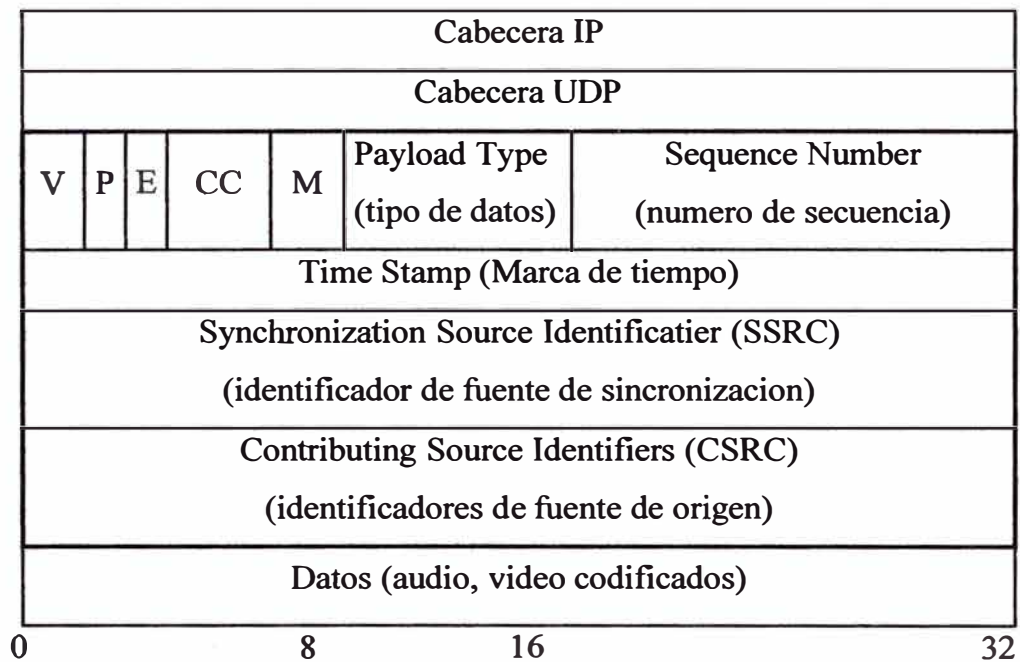 Cabecera IP
Cabecera UDP
V P E CC M
Payload Type
(tipo de datos)
Sequence Number
(numero de secuencia)
Time Stamp (Marca de tiempo)
Synchronization Source Identificatier (SSRC)
(identificador de fuente de sincronizacion)
Contributing Source Identifiers (CSRC)
(identificadores de fuente de origen)
Datos (audio, video codificados)
0 8 16 32